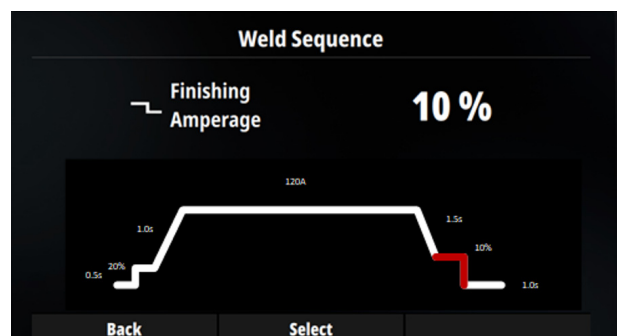 Weld Sequence
Finishing
Amperage
10 %
120A
1.0s
1.5s
20%
10%
0.5s
1.0s
Back
Select